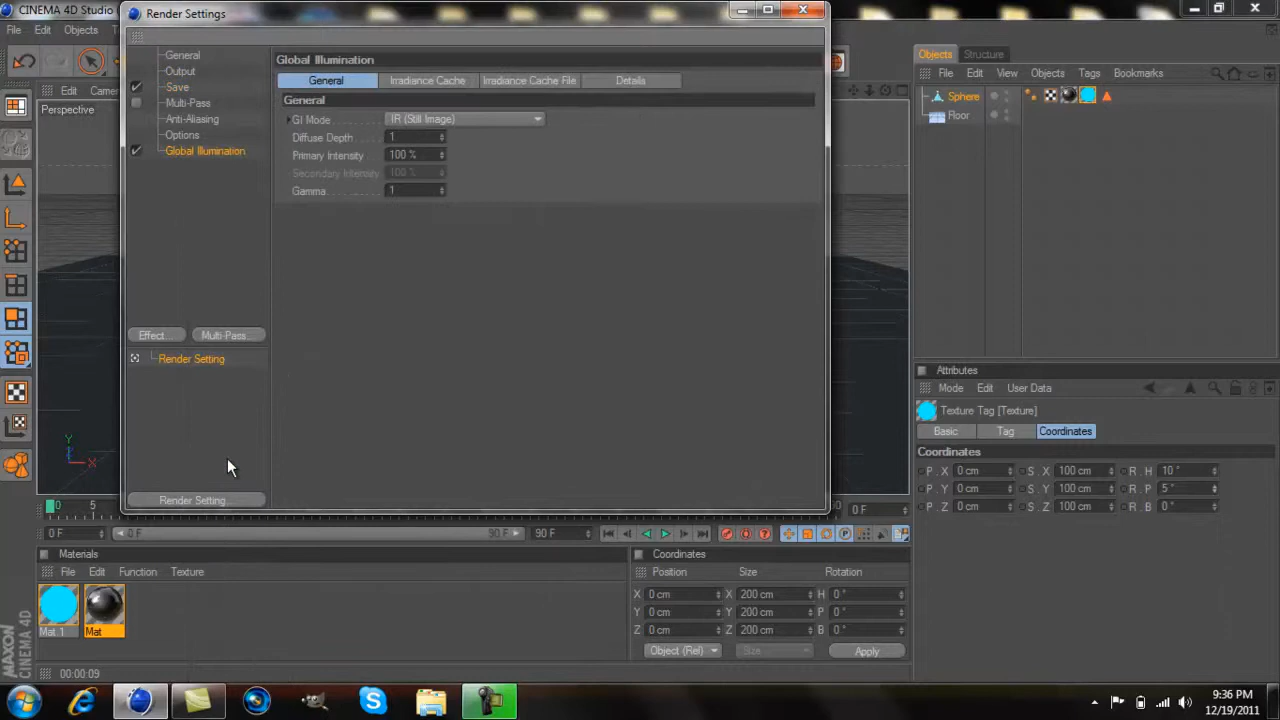 CINEMA 4D Studio
Render Settings
File Edit Objects
Edit Camera
Perspective
General
Output
Save
Multi-Pass
Anti-Aliasing
Options
Global Illumination
Effect... Multi-Pass...
Render Setting
Render Setting...
Global Illumination
General Irradiance Cache Irradiance Cache File Details
General
GI Mode IR (Still Image)
Diffuse Depth 1
Primary Intensity 100 %
Secondary Intensity 100 %
Gamma 1
Y
Z X
Objects Structure
File Edit View Objects Tags Bookmarks
Sphere
Floor
Attributes
Mode Edit User Data
Texture Tag [Texture]
Basic Tag Coordinates
Coordinates
P . X 0 cm S . X 100 cm R . H 10 °
P . Y 0 cm S . Y 100 cm R . P 5 °
P . Z 0 cm S . Z 100 cm R . B 0 °
0 5 0 F
0 F 0 F 90 F 90 F
Materials
File Edit Function Texture
Mat 1 Mat
Coordinates
Position Size Rotation
X 0 cm X 200 cm H 0 °
Y 0 cm Y 200 cm P 0 °
Z 0 cm Z 200 cm B 0 °
Object (Rel) Size Apply
MAXON
CINEMA 4D
00:00:09
9:36 PM
12/19/2011